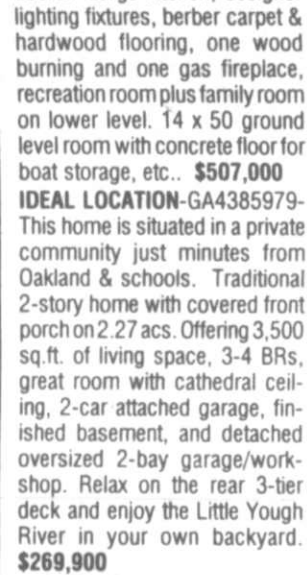 lighting fixtures, berber carpet &
hardwood flooring, one wood
burning and one gas fireplace,
recreation room plus family room
on lower level. 14 x 50 ground
level room with concrete floor for
boat storage, etc.. $507,000
IDEAL LOCATION-GA4385979-
This home is situated in a private
community just minutes from
Oakland & schools. Traditional
2-story home with covered front
porch on 2.27 acs. Offering 3,500
sq.ft. of living space, 3-4 BRs,
great room with cathedral ceil-
ing, 2-car attached garage, fin-
ished basement, and detached
oversized 2-bay garage/work-
shop. Relax on the rear 3-tier
deck and enjoy the Little Yough
River in your own backyard.
$269,900